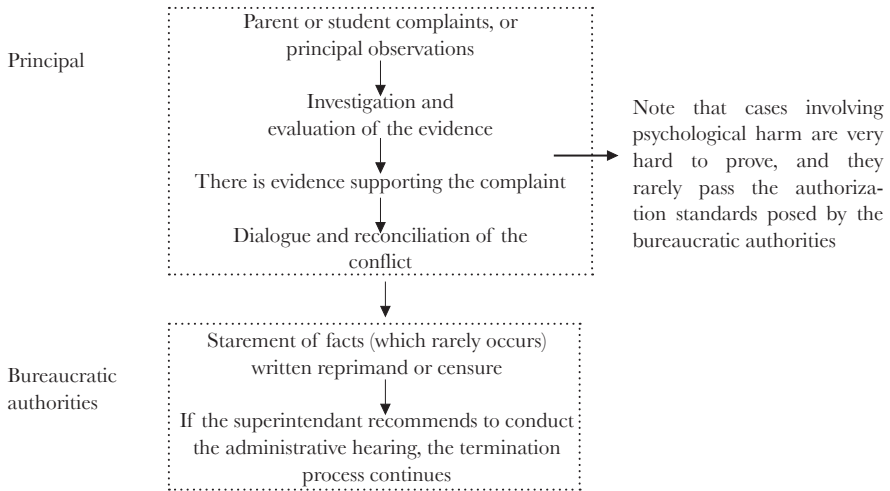 Principal
Parent or student complaints, or
principal observations
Investigation and
evaluation of the evidence
There is evidence supporting the complaint
Dialogue and reconciliation of the
conflict
Note that cases involving
psychological harm are very
hard to prove, and they
rarely pass the authoriza-
tion standards posed by the
bureaucratic authorities
Bureaucratic
authorities
Starement of facts (which rarely occurs)
written reprimand or censure
If the superintendant recommends to conduct
the administrative hearing, the termination
process continues